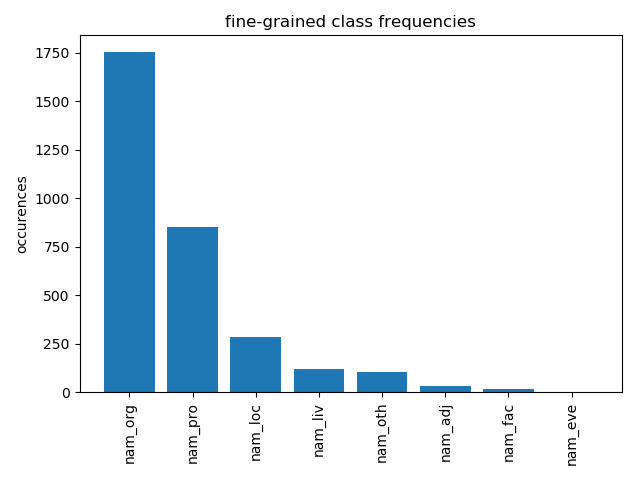 fine-grained class frequencies
occurences
1750
1500
1250
1000
750
500
250
0
nam_org
nam_pro
nam_loc
nam_liv
nam_oth
nam_adj
nam_fac
nam_eve